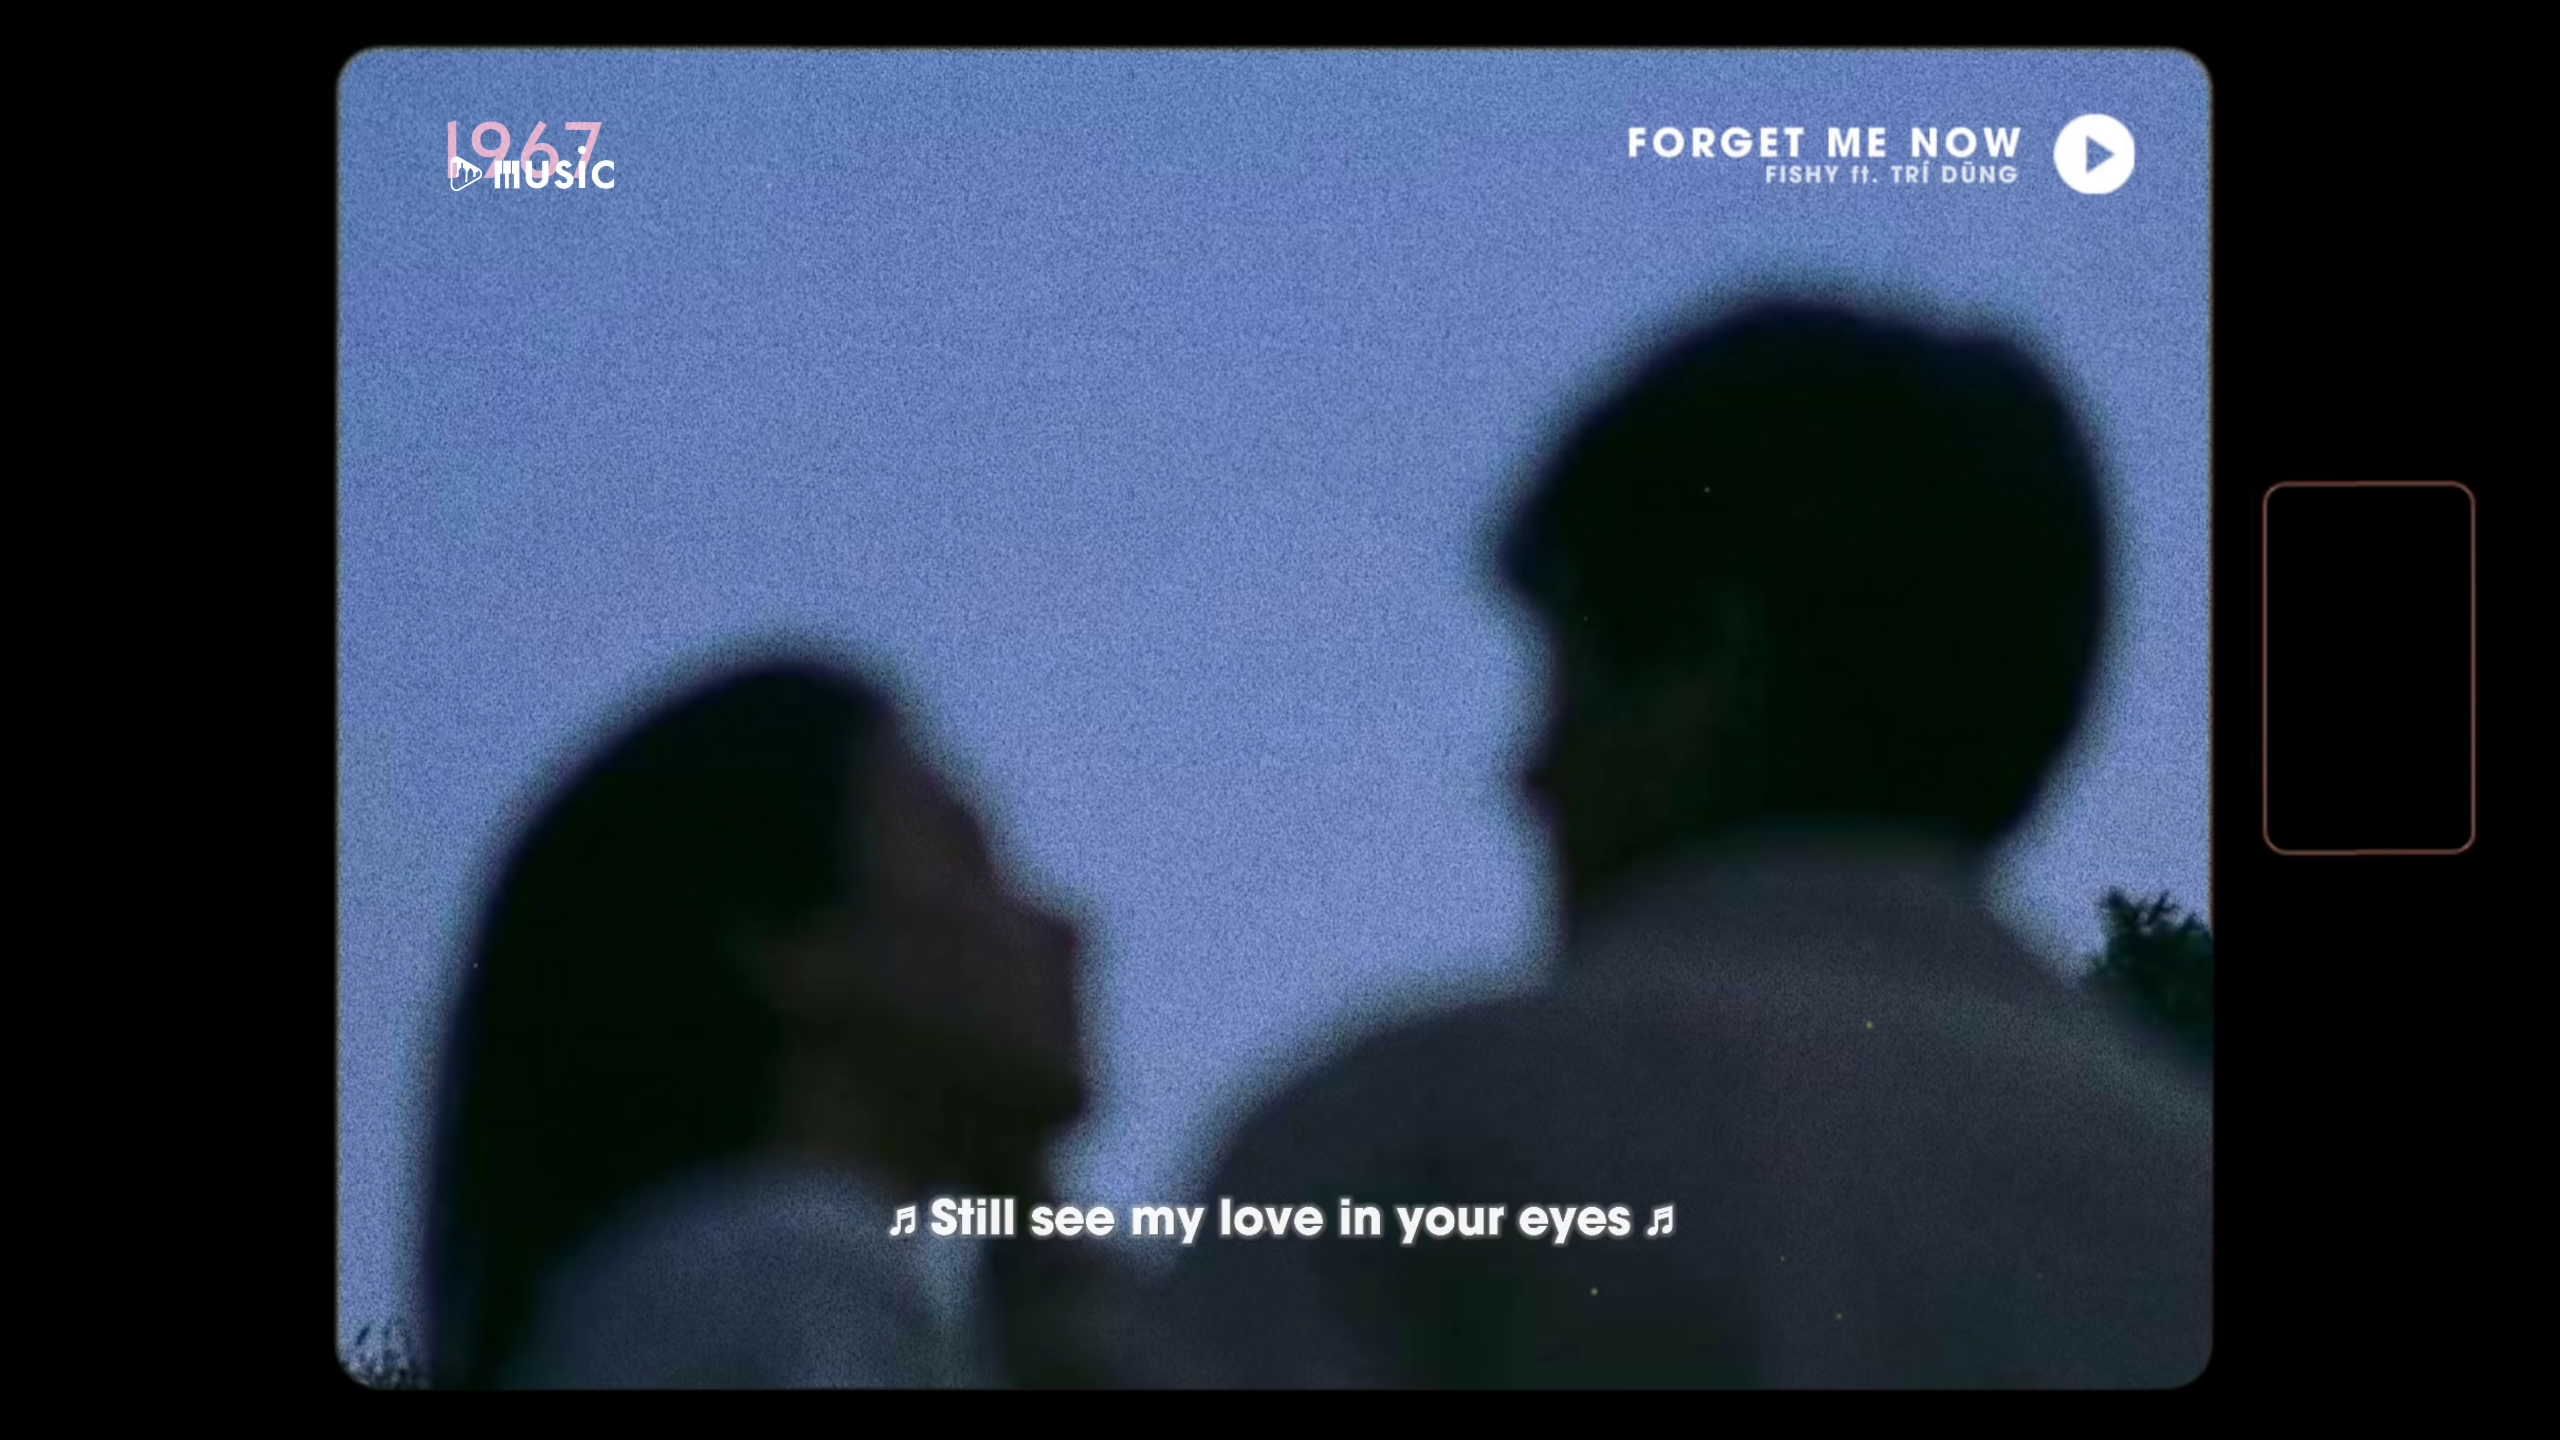 1967
music
FORGET ME NOW
FISHY ft. TRÍ DŨNG
♬ Still see my love in your eyes ♬